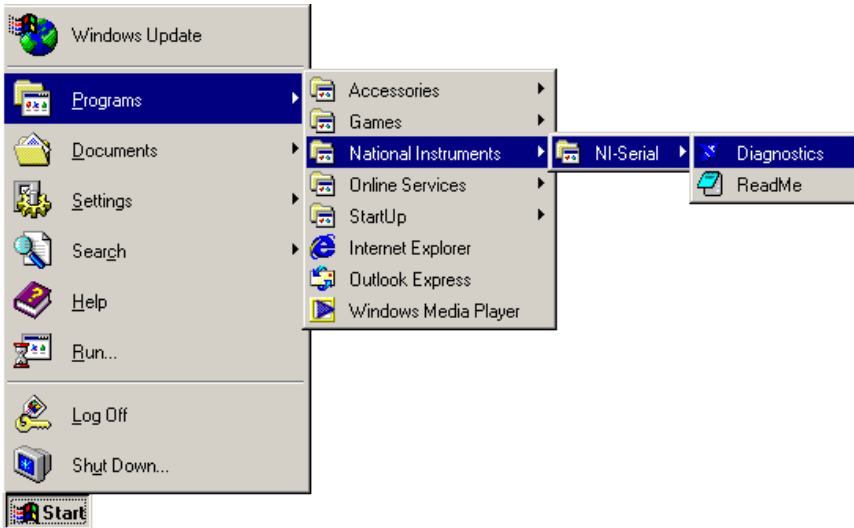 Windows Update
Programs
Documents
Settings
Search
Help
Run...
Log Off
Shut Down...
Start
Accessories
Games
National Instruments
Online Services
StartUp
Internet Explorer
Outlook Express
Windows Media Player
NI-Serial
Diagnostics
ReadMe